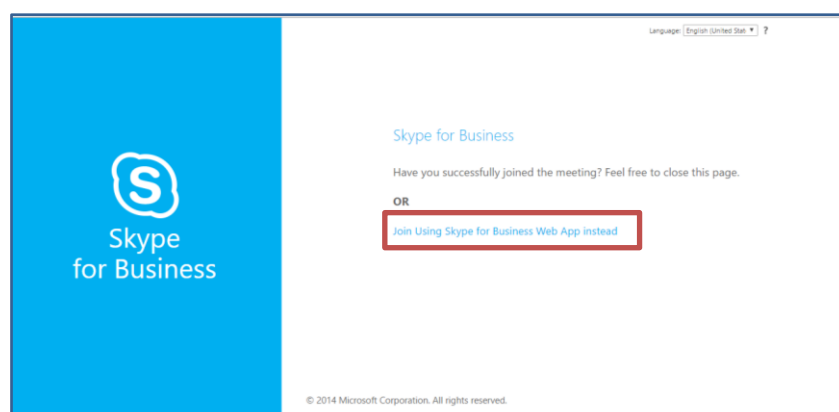 Language: English (United Stat ?
Skype for Business
Have you successfully joined the meeting? Feel free to close this page.
OR
Join Using Skype for Business Web App instead
S
Skype
for Business
© 2014 Microsoft Corporation. All rights reserved.